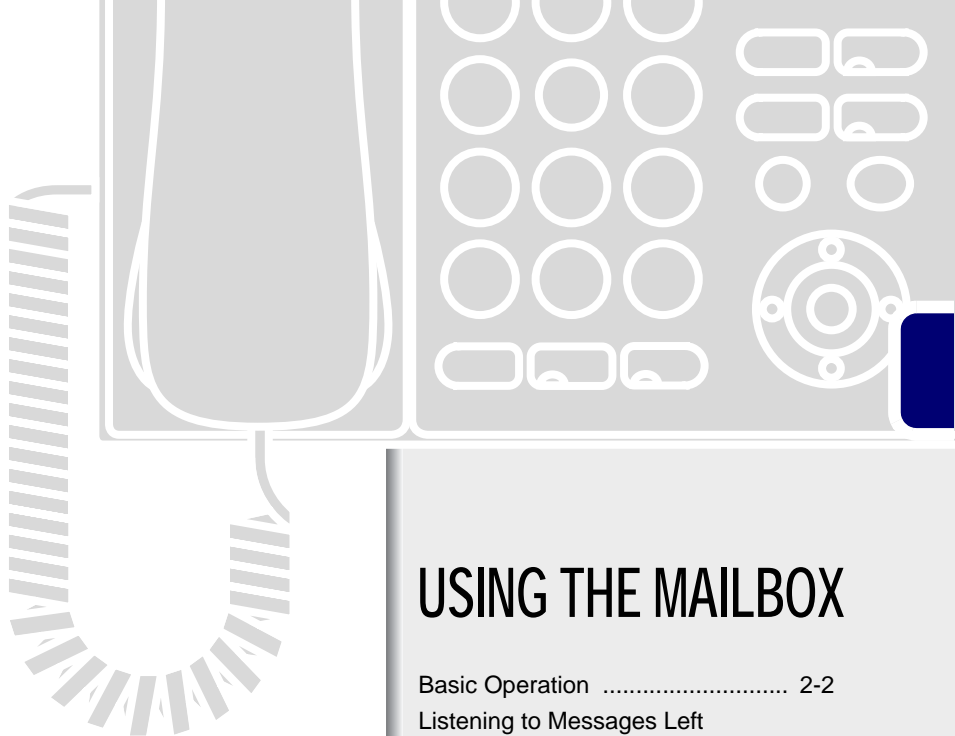 USING THE MAILBOX
Basic Operation ............................ 2-2
Listening to Messages Left